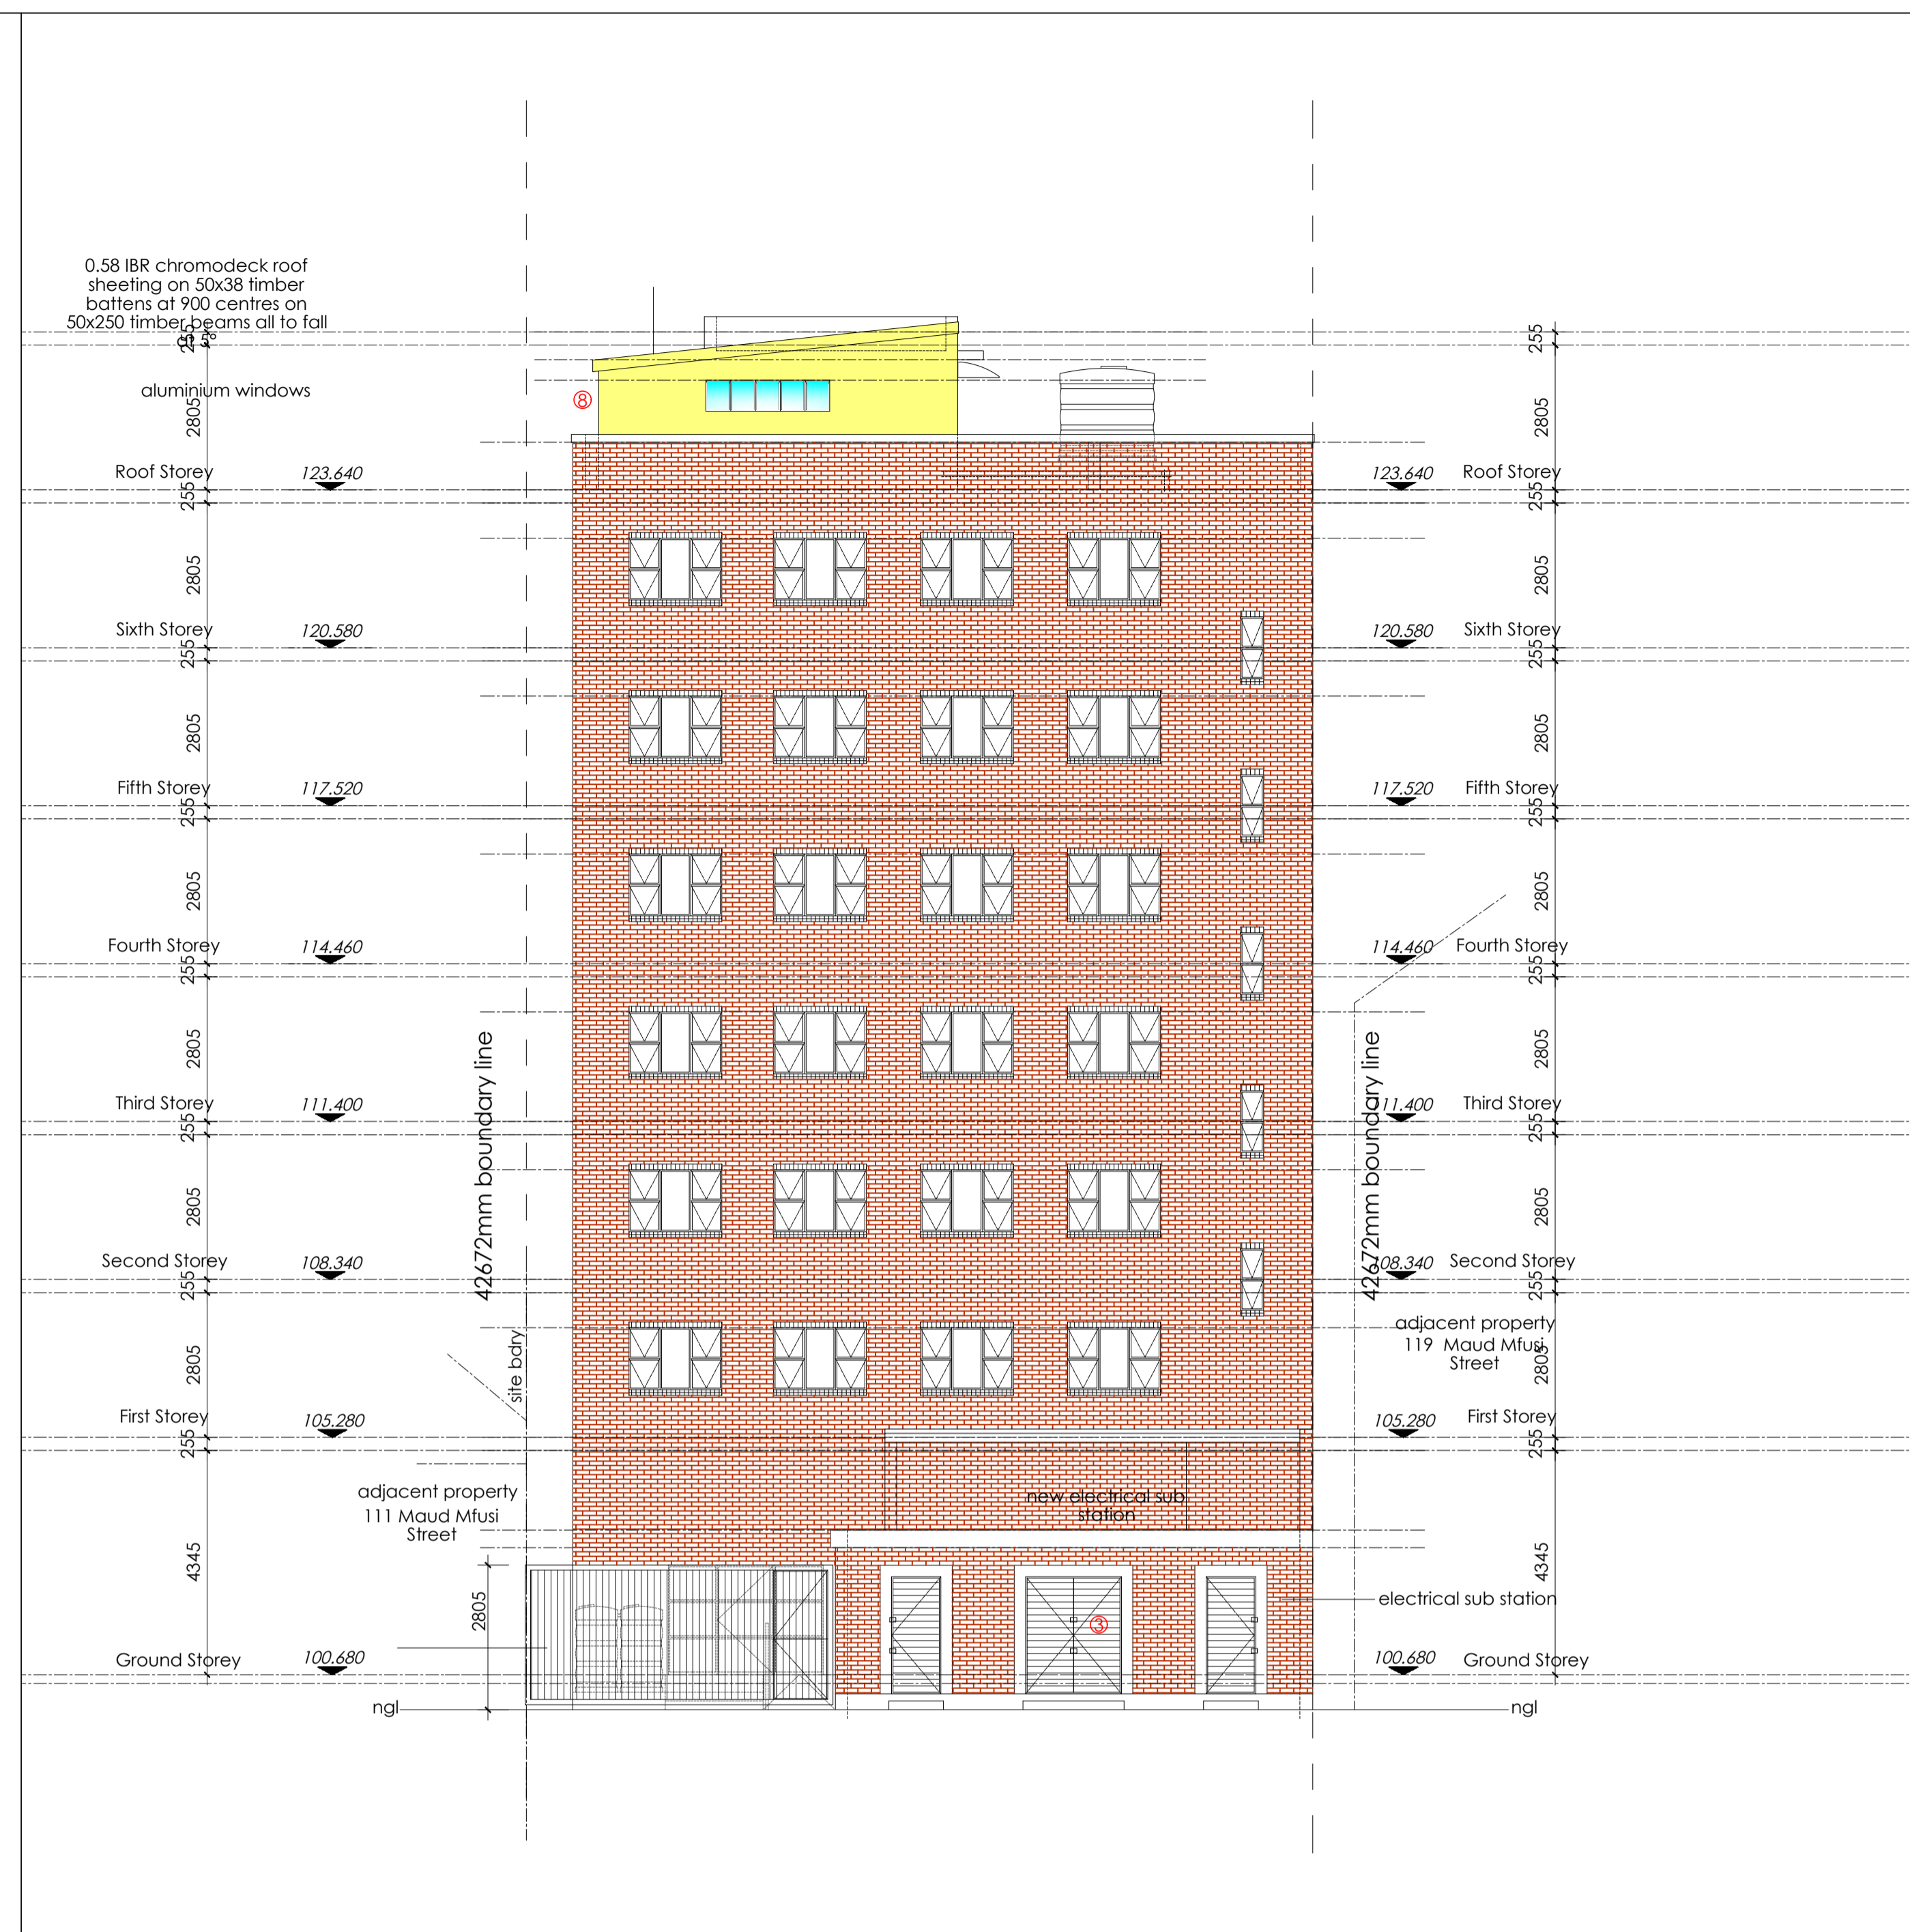 0.58 IBR chromodeck roof
sheeting on 50x38 timber
battens at 900 centres on
50x250 timber beams all to fall
5°
255
255
aluminium windows
⑧
2805
2805
Roof Storey 123.640
123.640 Roof Storey
255
255
2805
2805
Sixth Storey 120.580
120.580 Sixth Storey
255
255
2805
2805
Fifth Storey 117.520
117.520 Fifth Storey
255
255
2805
2805
Fourth Storey 114.460
114.460 Fourth Storey
255
255
2805
2805
42672mm boundary line
42672mm boundary line
Third Storey 111.400
111.400 Third Storey
255
255
2805
2805
Second Storey 108.340
108.340 Second Storey
255
255
site bdry
adjacent property
119 Maud Mfusi
Street
2805
2805
First Storey 105.280
105.280 First Storey
255
255
adjacent property
111 Maud Mfusi
Street
new electrical sub
station
4345
4345
2805
③
electrical sub station
Ground Storey 100.680
100.680 Ground Storey
ngl
ngl